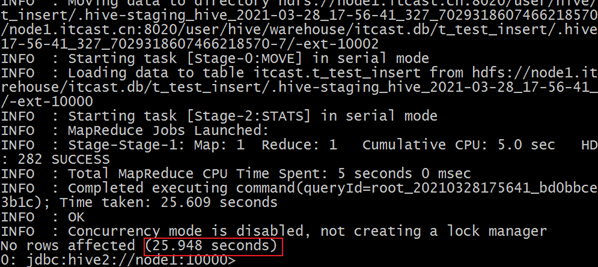 INFO  : Moving data to directory hdfs://node1.itcast.cn:8020/user/hive/
t_test_insert/.hive-staging_hive_2021-03-28_17-56-41_327_7029318607466218570
/node1.itcast.cn:8020/user/hive/warehouse/itcast.db/t_test_insert/.hive
17-56-41_327_7029318607466218570-7/-ext-10002
INFO  : Starting task [Stage-0:MOVE] in serial mode
INFO  : Loading data to table itcast.t_test_insert from hdfs://node1.it
rehouse/itcast.db/t_test_insert/.hive-staging_hive_2021-03-28_17-56-41_
/-ext-10000
INFO  : Starting task [Stage-2:STATS] in serial mode
INFO  : MapReduce Jobs Launched:
INFO  : Stage-Stage-1: Map: 1  Reduce: 1   Cumulative CPU: 5.0 sec   HD
: 282 SUCCESS
INFO  : Total MapReduce CPU Time Spent: 5 seconds 0 msec
INFO  : Completed executing command(queryId=root_20210328175641_bd0bbce
3b1c); Time taken: 25.609 seconds
INFO  : OK
INFO  : Concurrency mode is disabled, not creating a lock manager
No rows affected (25.948 seconds)
0: jdbc:hive2://node1:10000>